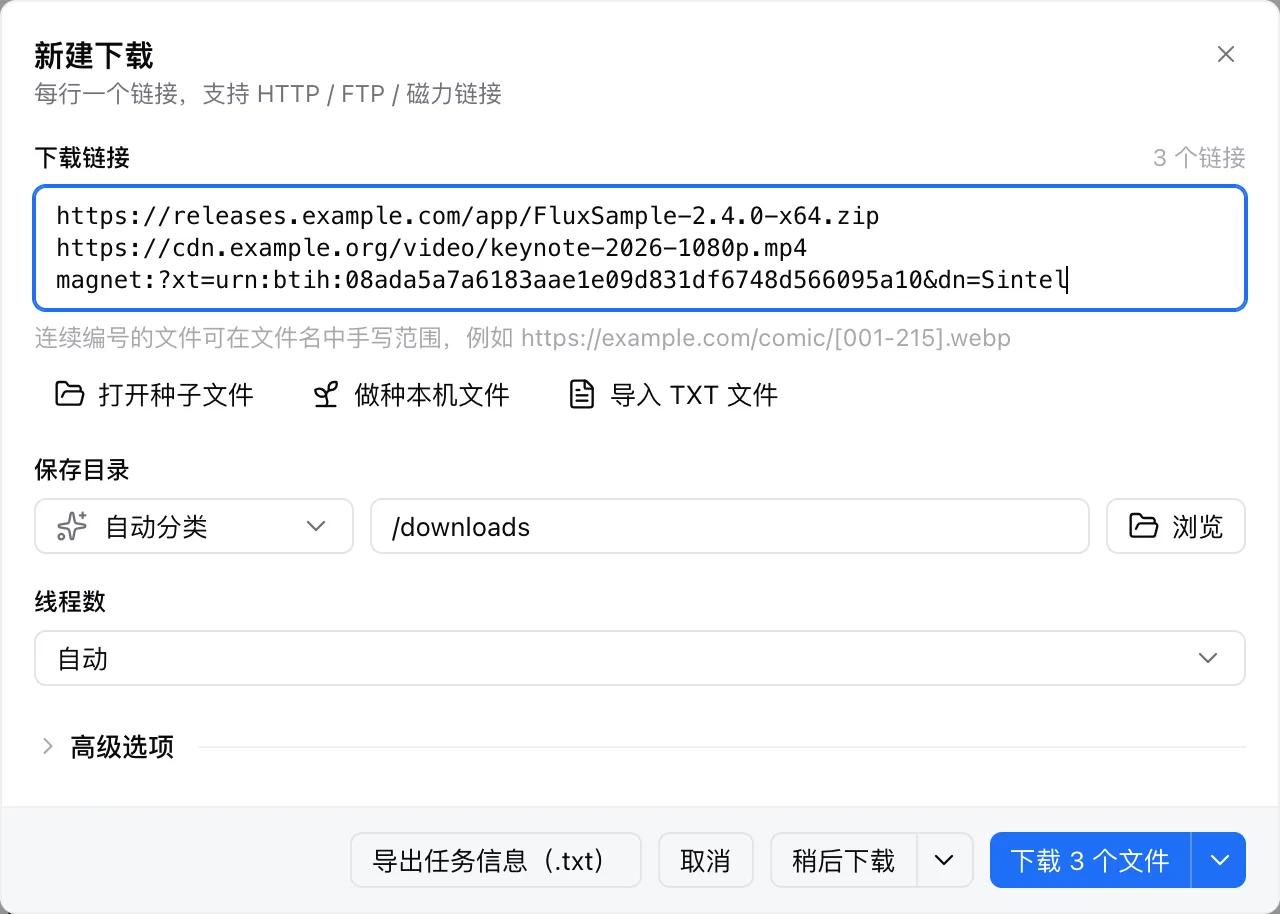 新建下载
每行一个链接，支持 HTTP / FTP / 磁力链接
下载链接
3 个链接
https://releases.example.com/app/FluxSample-2.4.0-x64.zip
https://cdn.example.org/video/keynote-2026-1080p.mp4
magnet:?xt=urn:btih:08ada5a7a6183aae1e09d831df6748d566095a10&dn=Sintel
连续编号的文件可在文件名中手写范围，例如 https://example.com/comic/[001-215].webp
打开种子文件 做种本机文件 导入 TXT 文件
保存目录
自动分类 /downloads 浏览
线程数
自动
高级选项
导出任务信息（.txt） 取消 稍后下载 下载 3 个文件